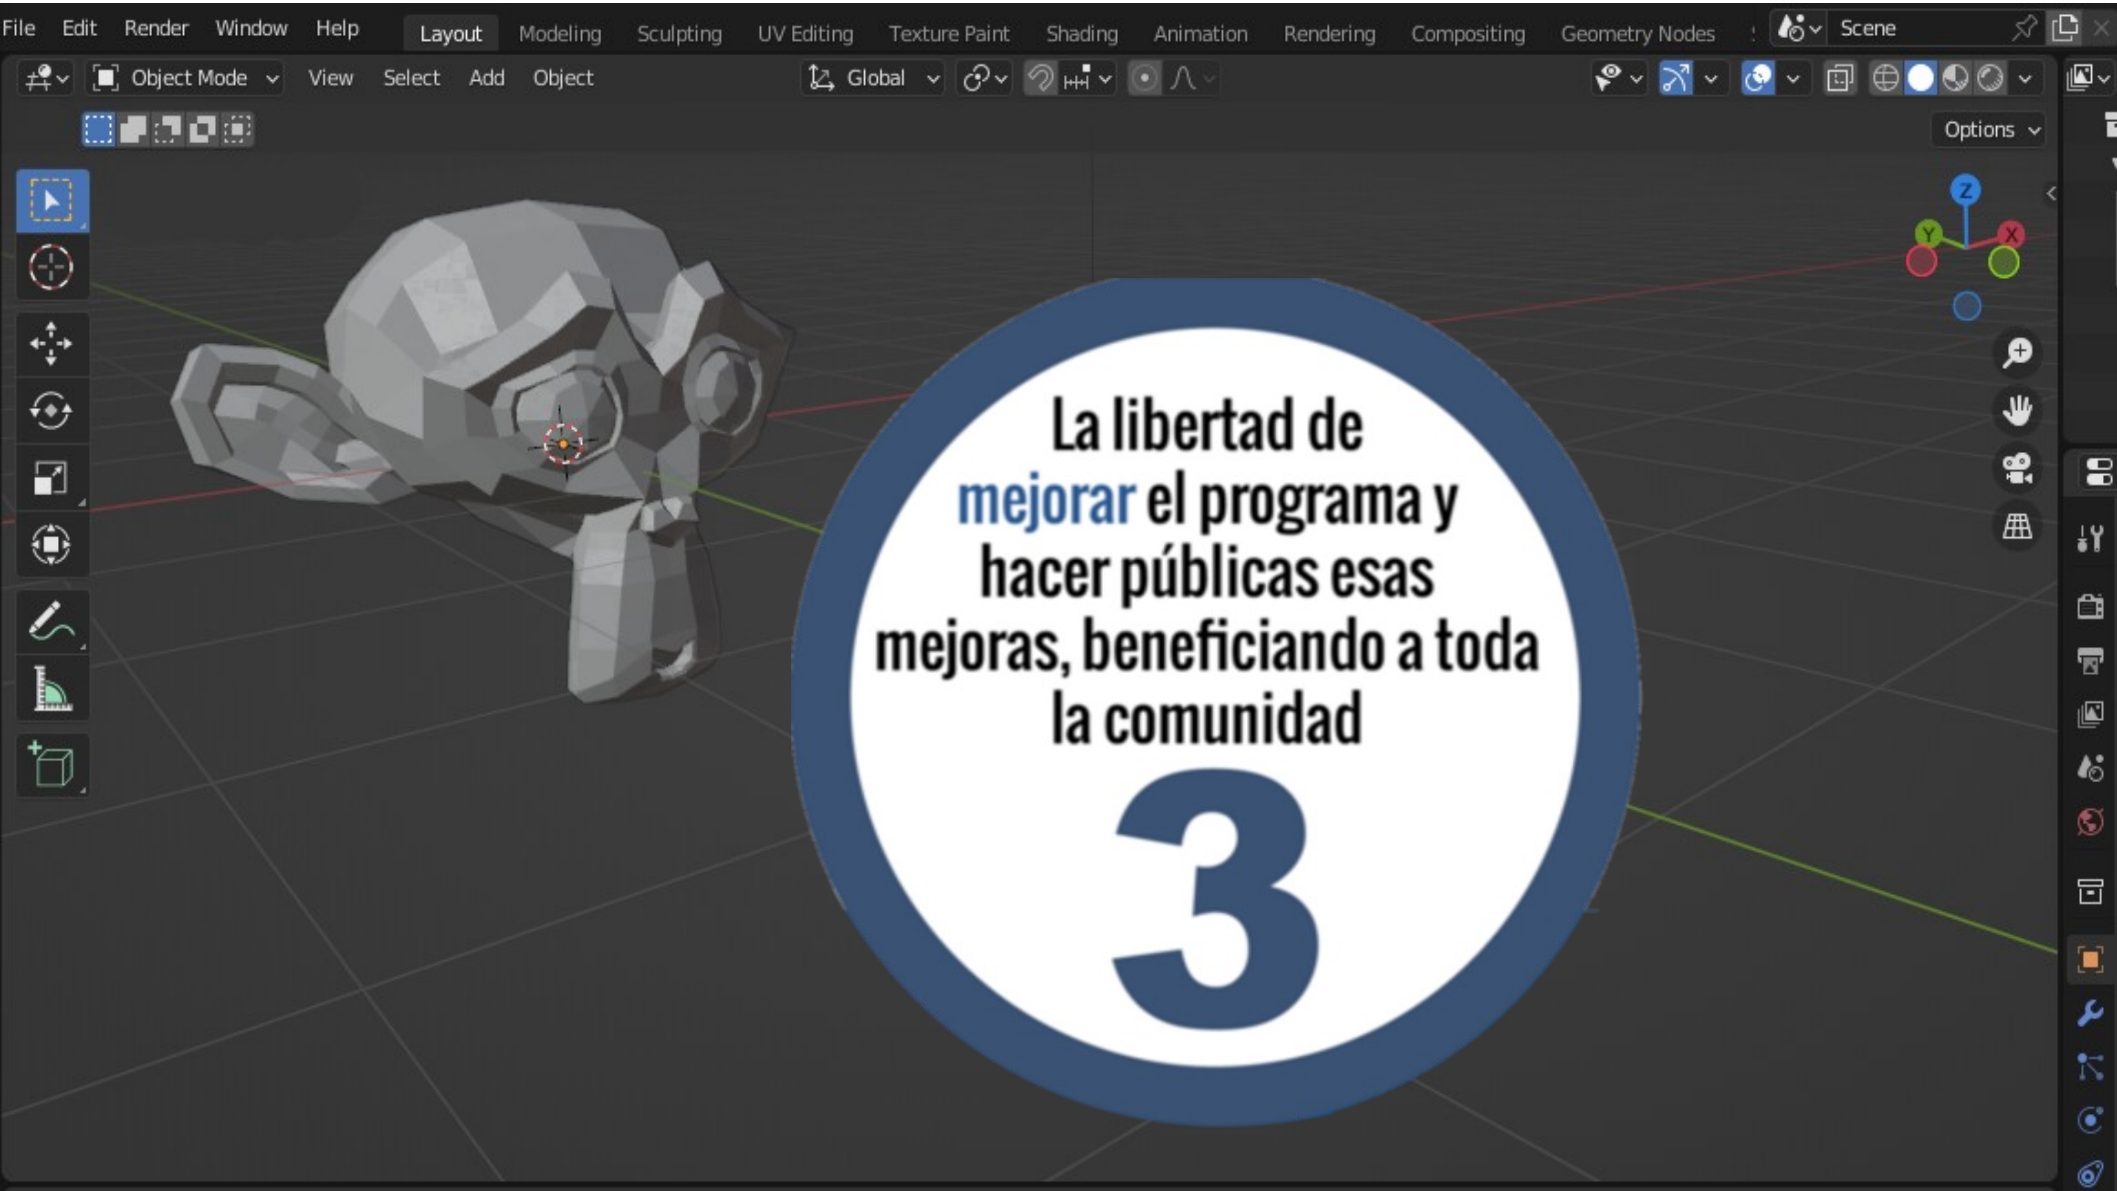 File Edit Render Window Help Layout Modeling Sculpting UV Editing Texture Paint Shading Animation Rendering Compositing Geometry Nodes Scene
Object Mode View Select Add Object Global
Options
Z
Y X
La libertad de
mejorar el programa y
hacer públicas esas
mejoras, beneficiando a toda
la comunidad
3